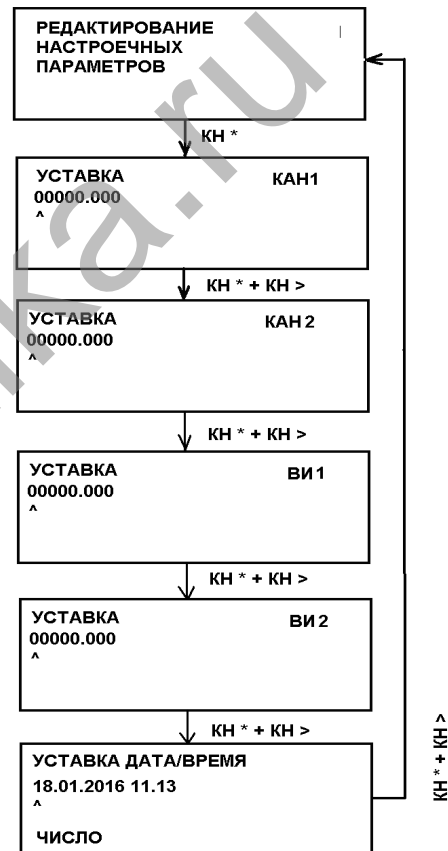 РЕДАКТИРОВАНИЕ
НАСТРОЕЧНЫХ
ПАРАМЕТРОВ
КН *
УСТАВКА КАН1
00000.000
^
КН * + КН >
УСТАВКА КАН 2
00000.000
^
КН * + КН >
УСТАВКА ВИ 1
00000.000
^
КН * + КН >
УСТАВКА ВИ 2
00000.000
^
КН * + КН >
УСТАВКА ДАТА/ВРЕМЯ
18.01.2016 11.13
^
ЧИСЛО
КН * + КН >
ka.ru